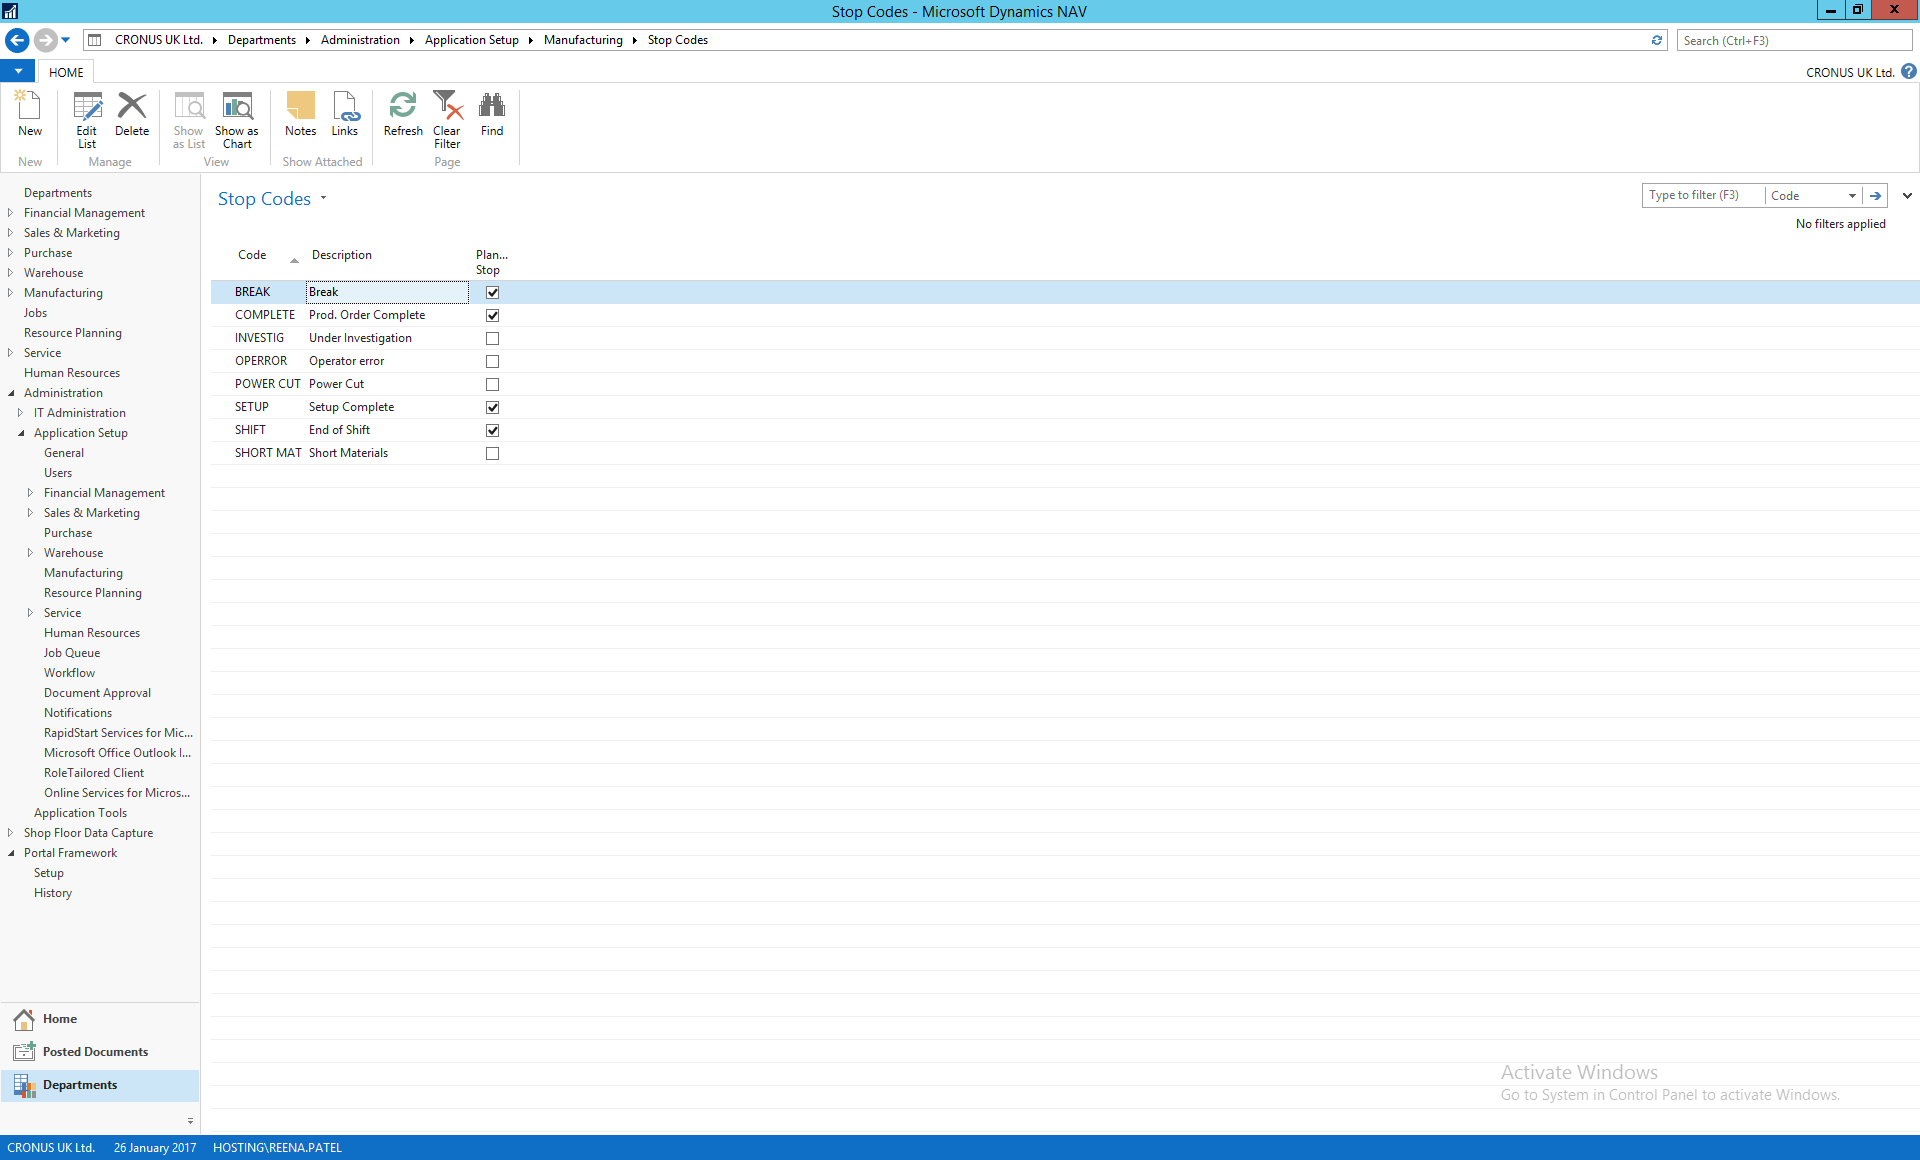 Stop Codes - Microsoft Dynamics NAV
CRONUS UK Ltd. Departments Administration Application Setup Manufacturing Stop Codes
Search (Ctrl+F3)
HOME
CRONUS UK Ltd.
New
Edit List
Delete
Show as List
Show as Chart
Notes
Links
Refresh
Clear Filter
Find
New
Manage
View
Show Attached
Page
Departments
Financial Management
Sales & Marketing
Purchase
Warehouse
Manufacturing
Jobs
Resource Planning
Service
Human Resources
Administration
IT Administration
Application Setup
General
Users
Financial Management
Sales & Marketing
Purchase
Warehouse
Manufacturing
Resource Planning
Service
Human Resources
Job Queue
Workflow
Document Approval
Notifications
RapidStart Services for Mic...
Microsoft Office Outlook I...
RoleTailored Client
Online Services for Micros...
Application Tools
Shop Floor Data Capture
Portal Framework
Setup
History
Home
Posted Documents
Departments
Stop Codes
Type to filter (F3) Code
No filters applied
Code Description Plan... Stop
BREAK Break
COMPLETE Prod. Order Complete
INVESTIG Under Investigation
OPERROR Operator error
POWER CUT Power Cut
SETUP Setup Complete
SHIFT End of Shift
SHORT MAT Short Materials
Activate Windows
Go to System in Control Panel to activate Windows.
CRONUS UK Ltd. 26 January 2017 HOSTING\REENA.PATEL